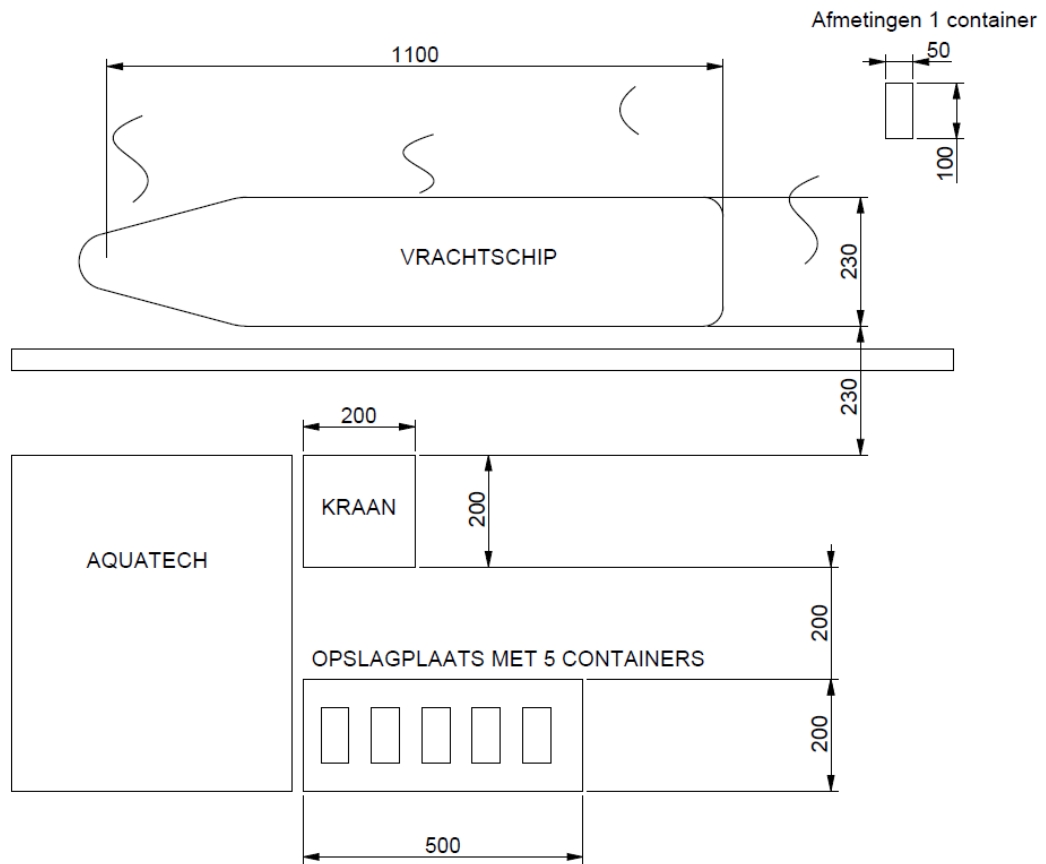 Afmetingen 1 container
50
1100
100
VRACHTSCHIP
230
230
200
KRAAN
200
AQUATECH
200
OPSLAGPLAATS MET 5 CONTAINERS
200
500